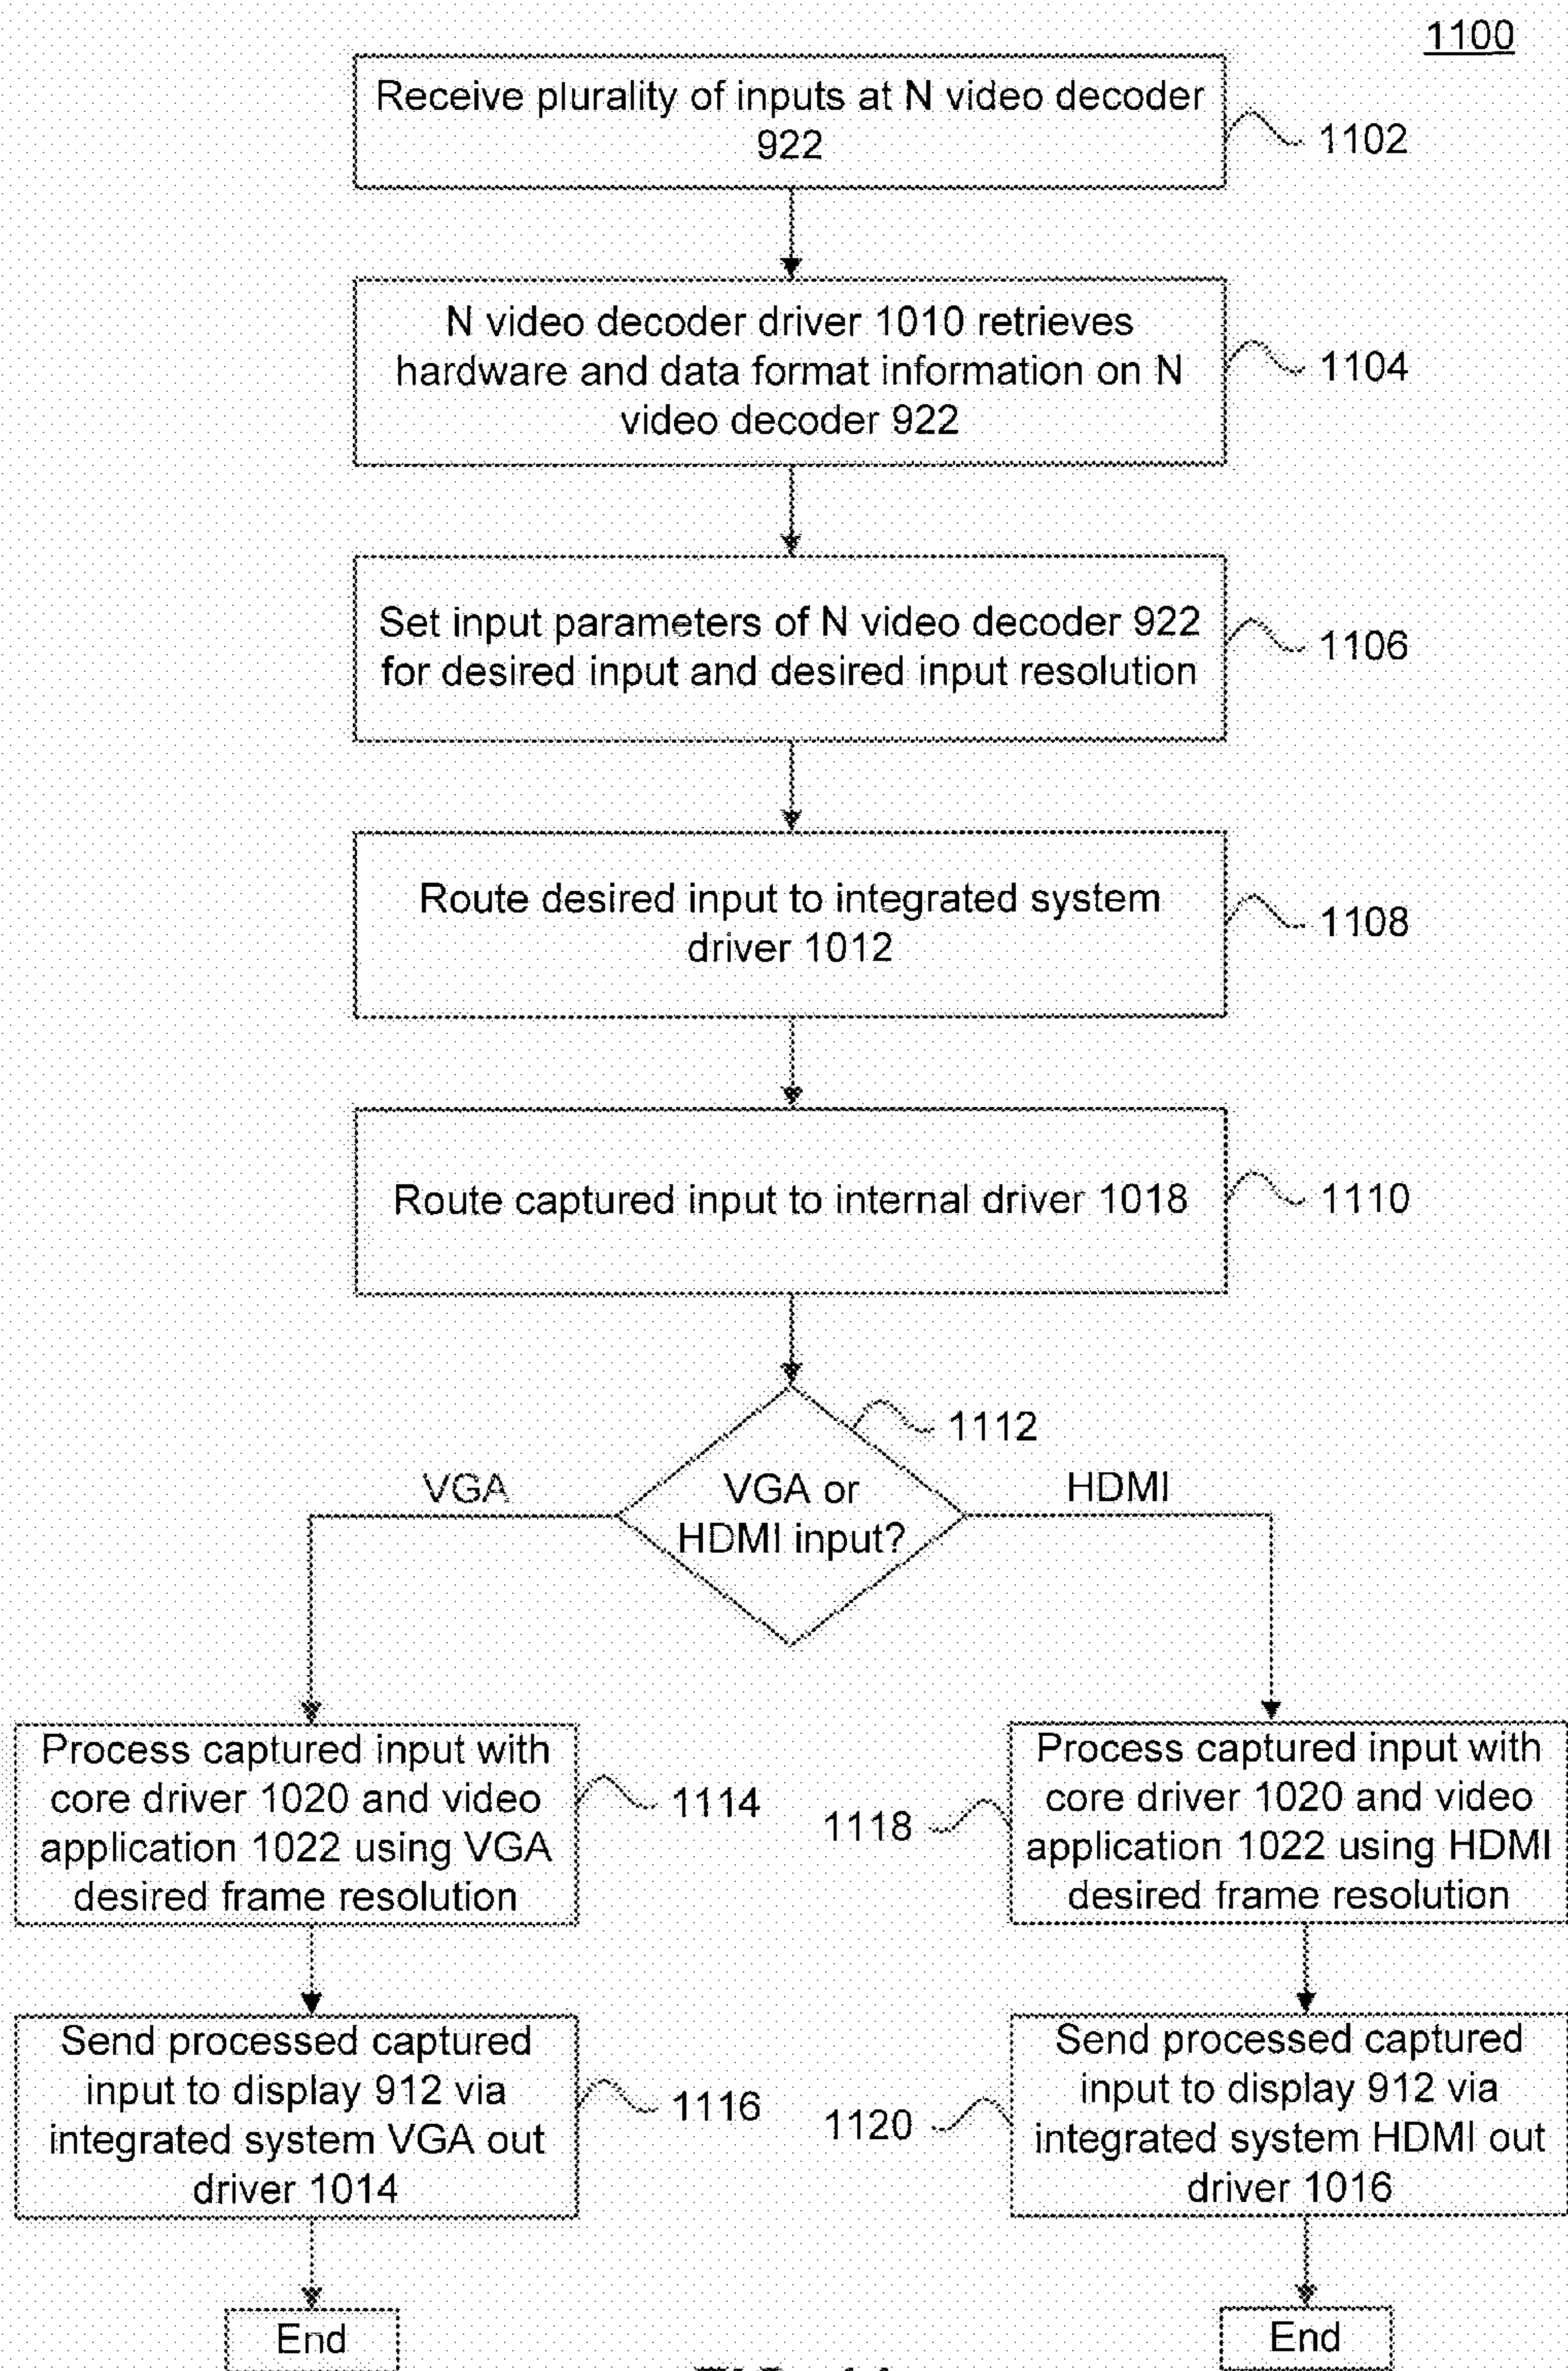 1100
Receive plurality of inputs at N video decoder
922
1102
N video decoder driver 1010 retrieves
hardware and data format information on N
video decoder 922
1104
Set input parameters of N video decoder 922
for desired input and desired input resolution
1106
Route desired input to integrated system
driver 1012
1108
Route captured input to internal driver 1018
1110
1112
VGA
VGA or
HDMI input?
HDMI
Process captured input with
core driver 1020 and video
application 1022 using VGA
desired frame resolution
1114
1118
Process captured input with
core driver 1020 and video
application 1022 using HDMI
desired frame resolution
Send processed captured
input to display 912 via
integrated system VGA out
driver 1014
1116
1120
Send processed captured
input to display 912 via
integrated system HDMI out
driver 1016
End
End